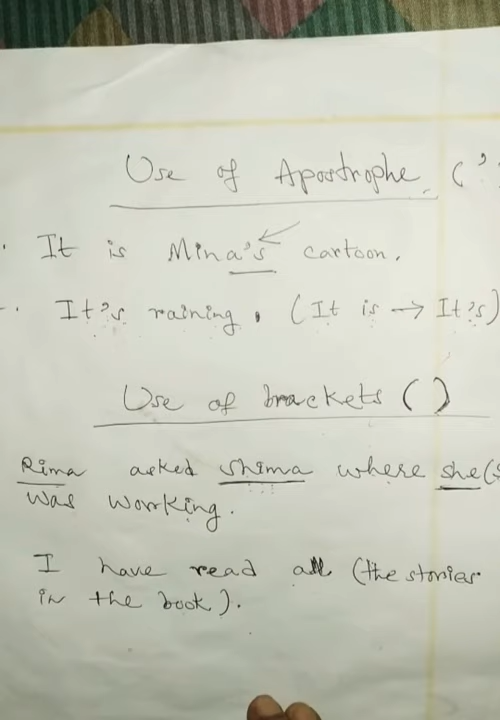 Use of Apostrophe (’
It is Mina's cartoon.
It's raining. (It is → It's)
Use of brackets ()
Rima asked Shima where she (
was working.
I have read all (the stories
in the book).